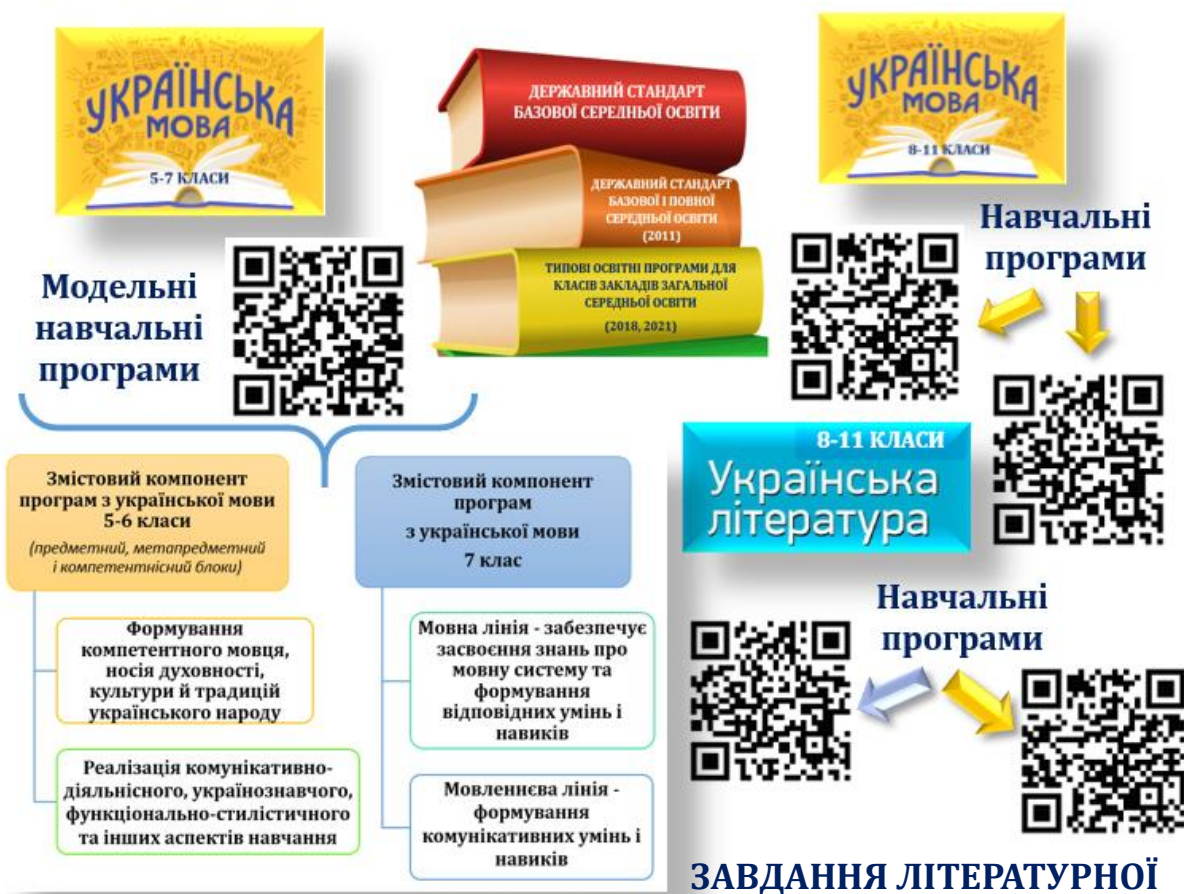 УКРАЇНСЬКА
МОВА
5-7 КЛАСИ
ДЕРЖАВНИЙ СТАНДАРТ
БАЗОВОЇ СЕРЕДНЬОЇ ОСВІТИ
ДЕРЖАВНИЙ СТАНДАРТ
БАЗОВОЇ І ПОВНОЇ
СЕРЕДНЬОЇ ОСВІТИ
(2011)
ТИПОВІ ОСВІТНІ ПРОГРАМИ ДЛЯ
КЛАСІВ ЗАКЛАДІВ ЗАГАЛЬНОЇ
СЕРЕДНЬОЇ ОСВІТИ
(2018, 2021)
УКРАЇНСЬКА
МОВА
8-11 КЛАСИ
Навчальні
програми
Модельні
навчальні
програми
Змістовий компонент
програм з української мови
5-6 класи
(предметний, метапредметний
і компетентнісний блоки)
Формування
компетентного мовця,
носія духовності,
культури й традицій
українського народу
Реалізація комунікативно-
діяльнісного, українознавчого,
функціонально-стилістичного
та інших аспектів навчання
Змістовий компонент
програм
з української мови
7 клас
Мовна лінія - забезпечує
засвоєння знань про
мовну систему та
формування
відповідних умінь і
навиків
Мовленнєва лінія -
формування
комунікативних умінь і
навиків
8-11 КЛАСИ
Українська
література
Навчальні
програми
ЗАВДАННЯ ЛІТЕРАТУРНОЇ